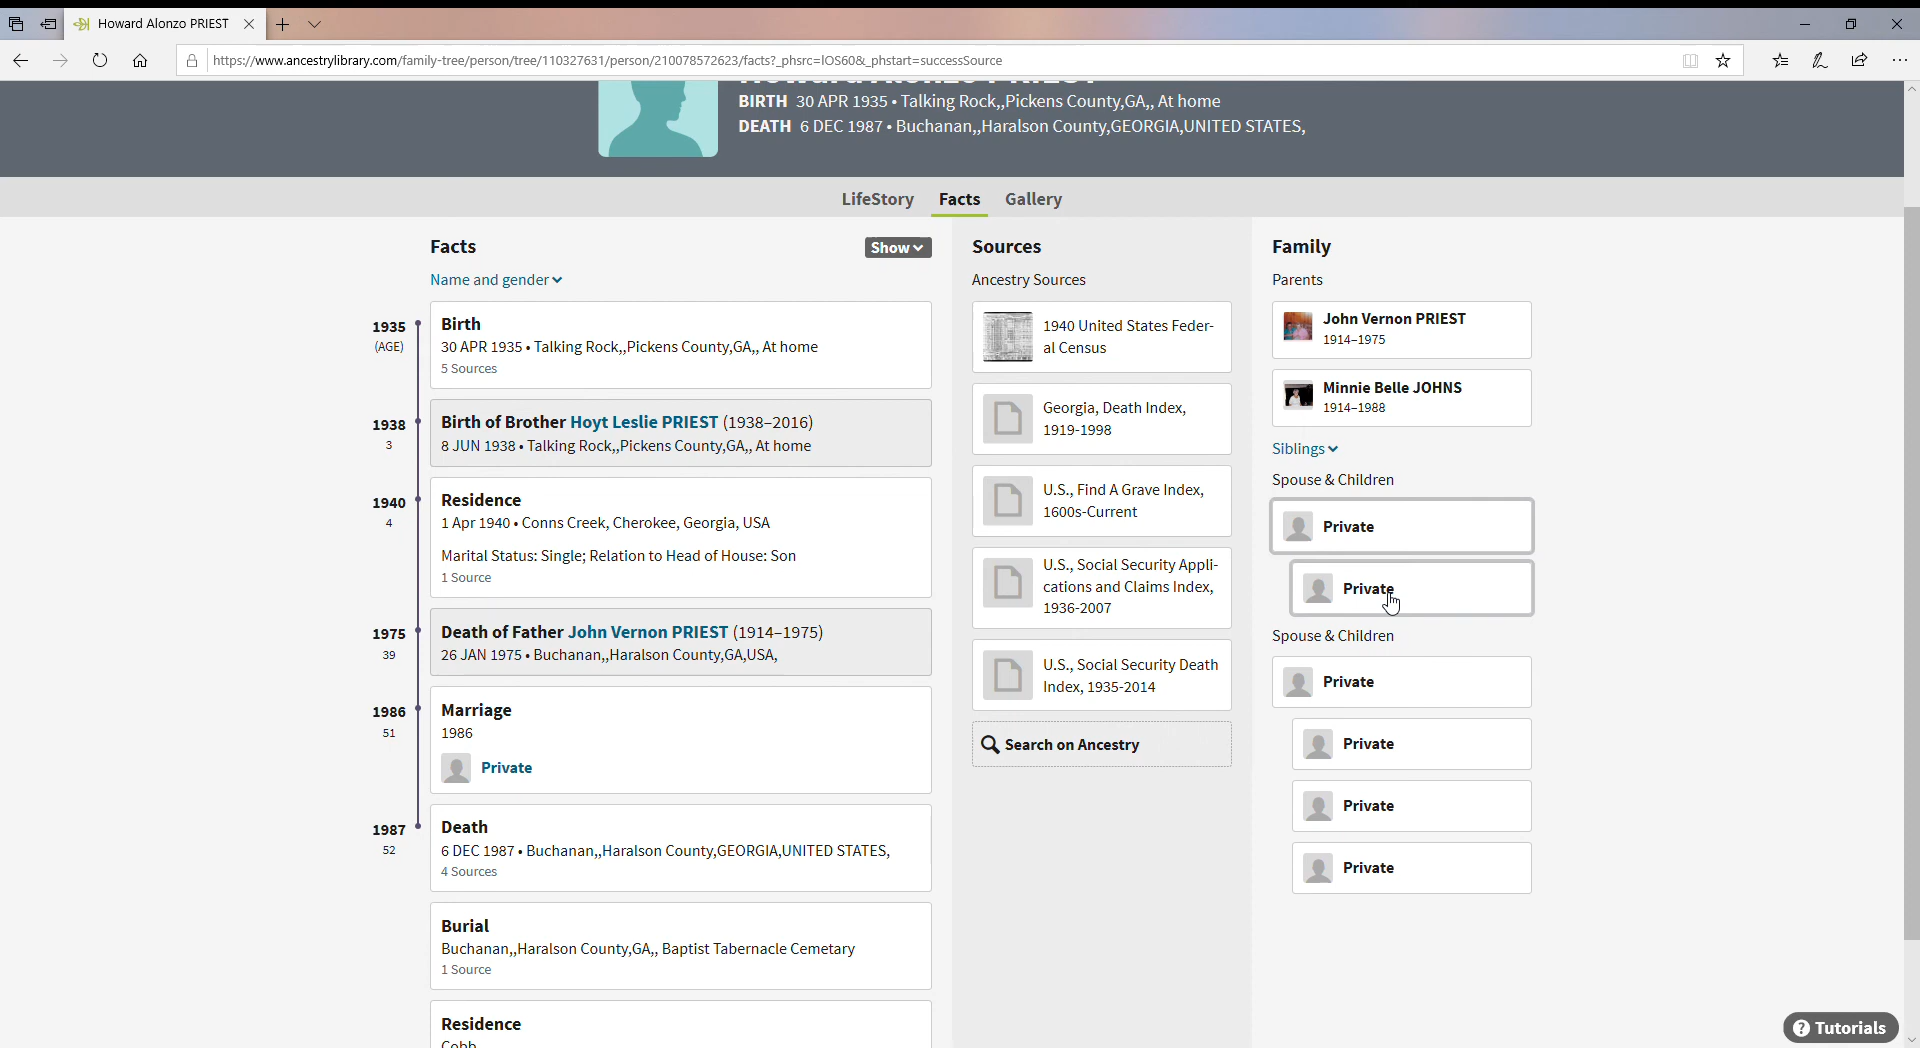 Howard Alonzo PRIEST
https://www.ancestrylibrary.com/family-tree/person/tree/110327631/person/210078572623/facts?_phsrc=IOS60&_phstart=successSource
Howard Alonzo PRIEST
BIRTH 30 APR 1935 • Talking Rock,,Pickens County,GA,, At home
DEATH 6 DEC 1987 • Buchanan,,Haralson County,GEORGIA,UNITED STATES,
LifeStory Facts Gallery
Facts
Show
Name and gender
1935
(AGE)
Birth
30 APR 1935 • Talking Rock,,Pickens County,GA,, At home
5 Sources
1938
3
Birth of Brother Hoyt Leslie PRIEST (1938–2016)
8 JUN 1938 • Talking Rock,,Pickens County,GA,, At home
1940
4
Residence
1 Apr 1940 • Conns Creek, Cherokee, Georgia, USA
Marital Status: Single; Relation to Head of House: Son
1 Source
1975
39
Death of Father John Vernon PRIEST (1914–1975)
26 JAN 1975 • Buchanan,,Haralson County,GA,USA,
1986
51
Marriage
1986
Private
1987
52
Death
6 DEC 1987 • Buchanan,,Haralson County,GEORGIA,UNITED STATES,
4 Sources
Burial
Buchanan,,Haralson County,GA,, Baptist Tabernacle Cemetary
1 Source
Residence
Cobb
Sources
Ancestry Sources
1940 United States Feder-
al Census
Georgia, Death Index,
1919-1998
U.S., Find A Grave Index,
1600s-Current
U.S., Social Security Appli-
cations and Claims Index,
1936-2007
U.S., Social Security Death
Index, 1935-2014
Search on Ancestry
Family
Parents
John Vernon PRIEST
1914–1975
Minnie Belle JOHNS
1914–1988
Siblings
Spouse & Children
Private
Private
Spouse & Children
Private
Private
Private
Private
? Tutorials